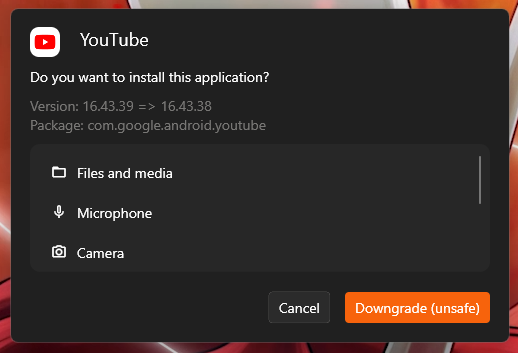 YouTube
Do you want to install this application?
Version: 16.43.39 => 16.43.38
Package: com.google.android.youtube
Files and media
Microphone
Camera
Cancel
Downgrade (unsafe)